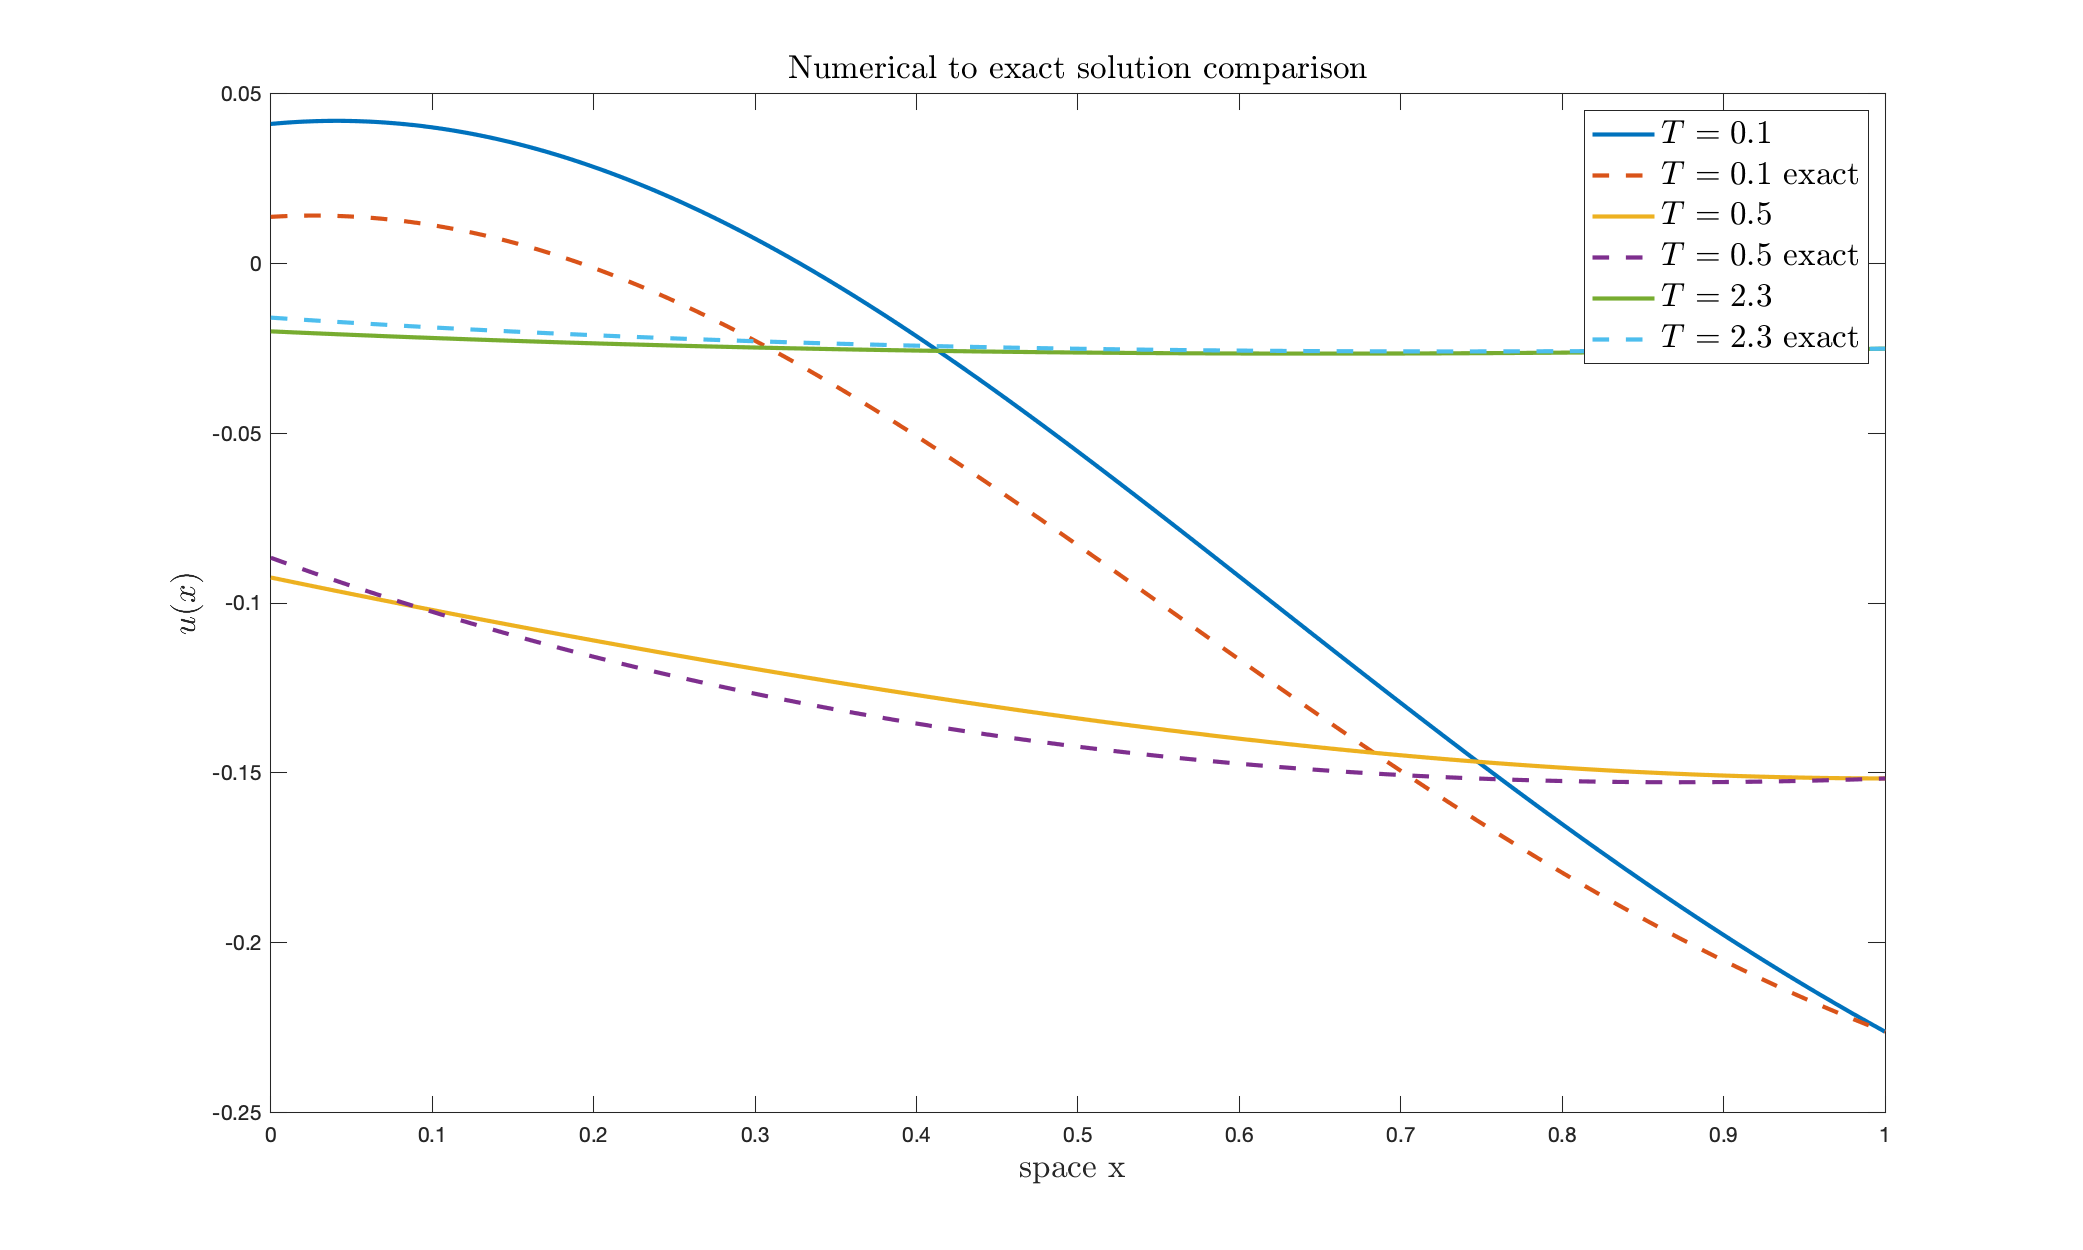 Numerical to exact solution comparison
0.05
0
-0.05
-0.1
-0.15
-0.2
-0.25
u(x)
T = 0.1
T = 0.1 exact
T = 0.5
T = 0.5 exact
T = 2.3
T = 2.3 exact
0 0.1 0.2 0.3 0.4 0.5 0.6 0.7 0.8 0.9 1
space x